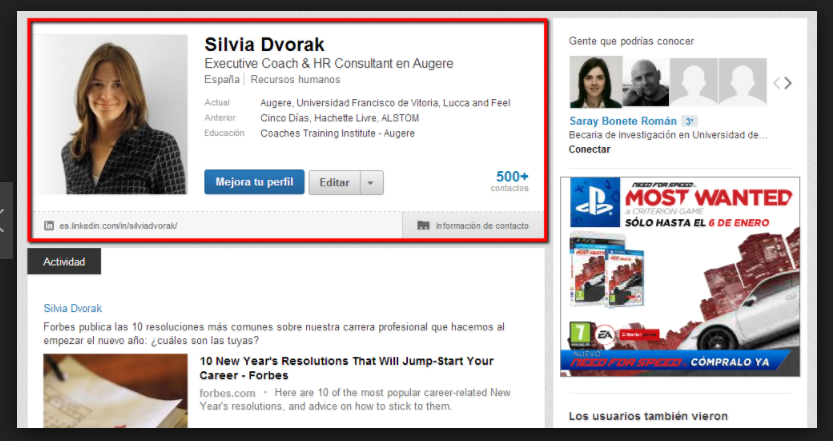 Silvia Dvorak
Executive Coach & HR Consultant en Augere
España | Recursos humanos
Actual Augere, Universidad Francisco de Vitoria, Lucca and Feel
Anterior Cinco Días, Hachette Livre, ALSTOM
Educación Coaches Training Institute - Augere
Mejora tu perfil Editar 500+
contactos
in es.linkedin.com/in/silviadvorak/ Información de contacto
Actividad
Silvia Dvorak
Forbes publica las 10 resoluciones más comunes sobre nuestra carrera profesional que hacemos al
empezar el nuevo año: ¿cuáles son las tuyas?
10 New Year's Resolutions That Will Jump-Start Your
Career - Forbes
forbes.com • Here are 10 of the most popular career-related New
Year's resolutions, and advice on how to stick to them.
Gente que podrías conocer
Saray Bonete Román 3º
Becaria de investigación en Universidad de...
Conectar
NEED FOR SPEED
MOST WANTED
A CRITERION GAME
SÓLO HASTA EL 6 DE ENERO
7 EA Criterion
NUEVO
NEED FOR SPEED. CÓMPRALO YA
Los usuarios también vieron